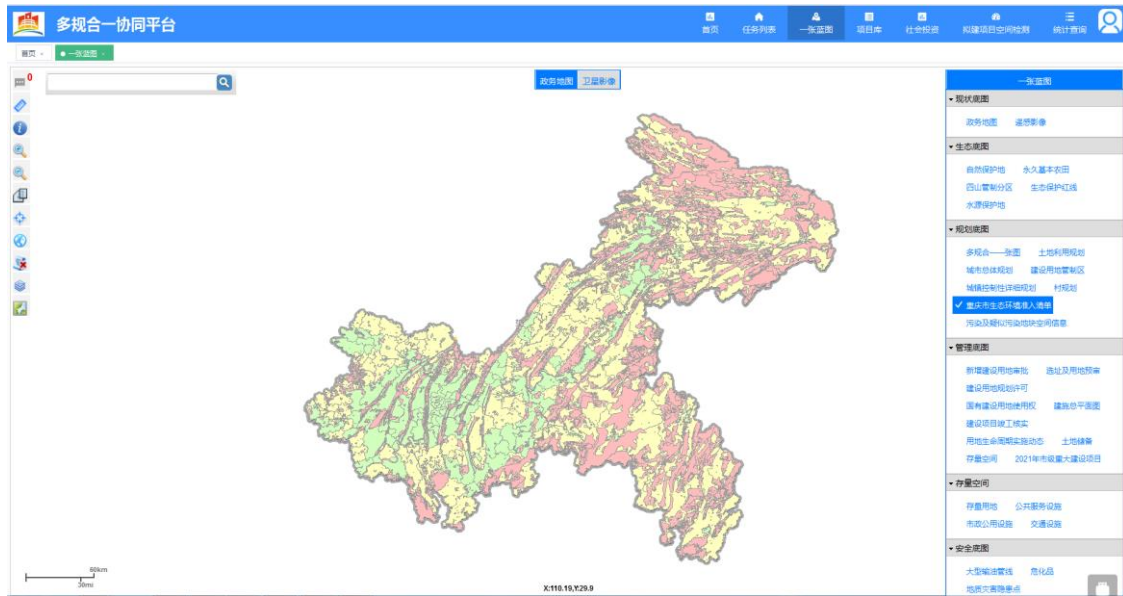 多规合一协同平台
首页
任务列表
一张蓝图
项目库
社会投资
拟建项目空间检测
统计查询
首页
一张蓝图
0
政务地图 卫星影像
一张蓝图
现状底图
政务地图 遥感影像
生态底图
自然保护地 永久基本农田
四山管制分区 生态保护红线
水源保护地
规划底图
多规合一一张图 土地利用规划
城市总体规划 建设用地管制区
城镇控制性详细规划 村规划
重庆市生态环境准入清单
污染及疑似污染地块空间信息
管理底图
新增建设用地审批 选址及用地预审
建设用地规划许可
国有建设用地使用权 建施总平面图
建设项目竣工核实
用地生命周期实施动态 土地储备
存量空间 2021年市级重大建设项目
存量空间
存量用地 公共服务设施
市政公用设施 交通设施
安全底图
大型输油管线 危化品
地质灾害隐患点
60km
30mi
X:110.19,Y:29.9